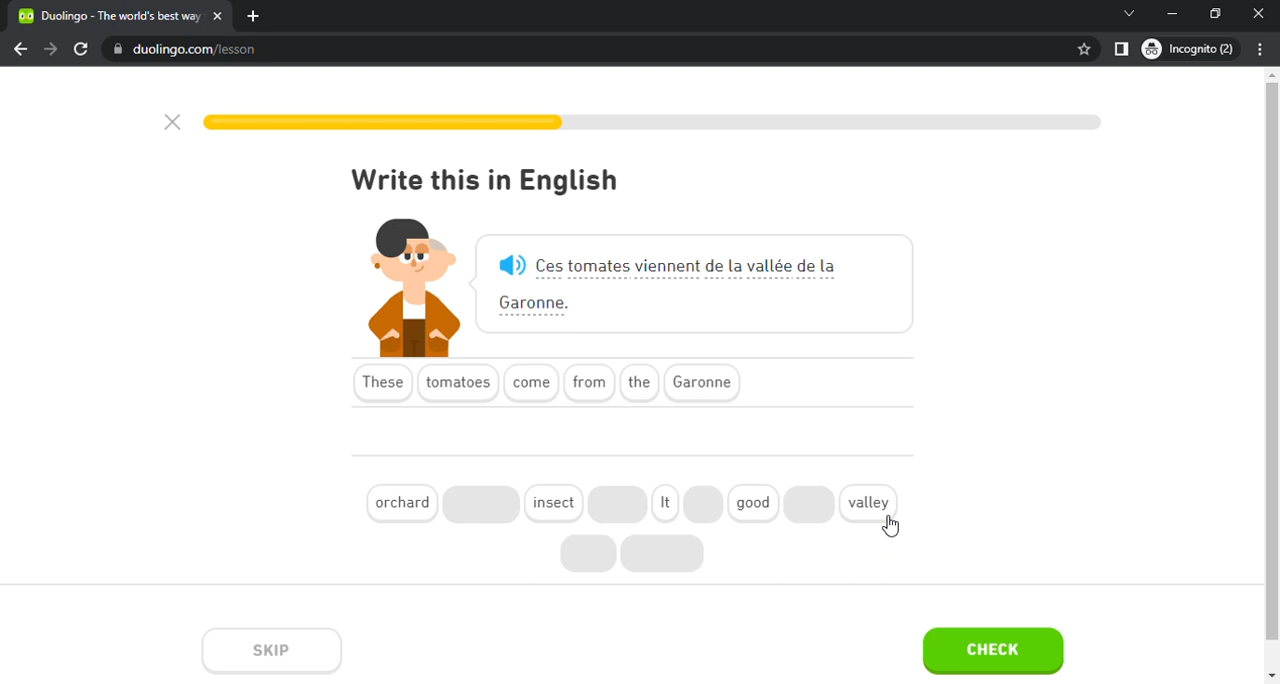 Duolingo - The world's best way
duolingo.com/lesson
Incognito (2)
Write this in English
Ces tomates viennent de la vallée de la
Garonne.
These tomatoes come from the Garonne
orchard insect It good valley
SKIP
CHECK